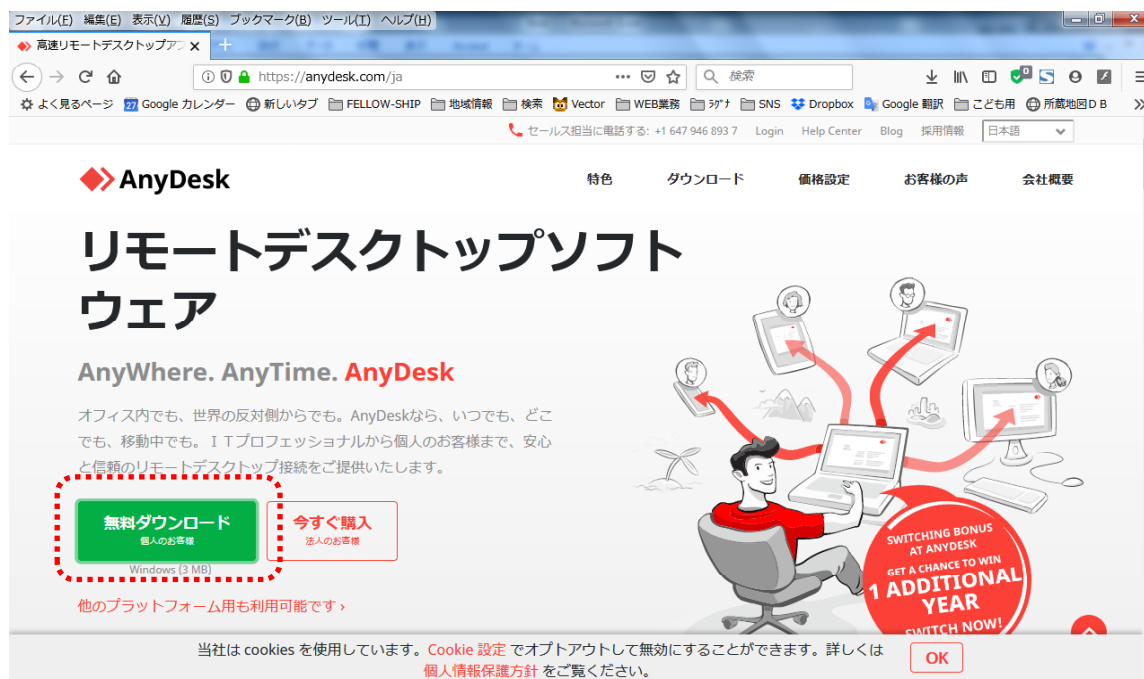 ファイル(F) 編集(E) 表示(V) 履歴(S) ブックマーク(B) ツール(T) ヘルプ(H)
高速リモートデスクトップア
https://anydesk.com/ja
検索
よく見るページ 27 Google カレンダー 新しいタブ FELLOW-SHIP 地域情報 検索 Vector WEB業務 ﾗｸﾞﾅ SNS Dropbox Google 翻訳 こども用 所蔵地図ＤＢ
セールス担当に電話する: +1 647 946 893 7 Login Help Center Blog 採用情報 日本語
AnyDesk 特色 ダウンロード 価格設定 お客様の声 会社概要
リモートデスクトップソフト
ウェア
AnyWhere. AnyTime. AnyDesk
オフィス内でも、世界の反対側からでも。AnyDeskなら、いつでも、どこ
でも、移動中でも。ＩＴプロフェッショナルから個人のお客様まで、安心
と信頼のリモートデスクトップ接続をご提供いたします。
無料ダウンロード
個人のお客様
Windows (3 MB)
今すぐ購入
法人のお客様
他のプラットフォーム用も利用可能です ›
SWITCHING BONUS
AT ANYDESK
GET A CHANCE TO WIN
1 ADDITIONAL
YEAR
SWITCH NOW!
当社は cookies を使用しています。Cookie 設定 でオプトアウトして無効にすることができます。詳しくは
個人情報保護方針 をご覧ください。
OK